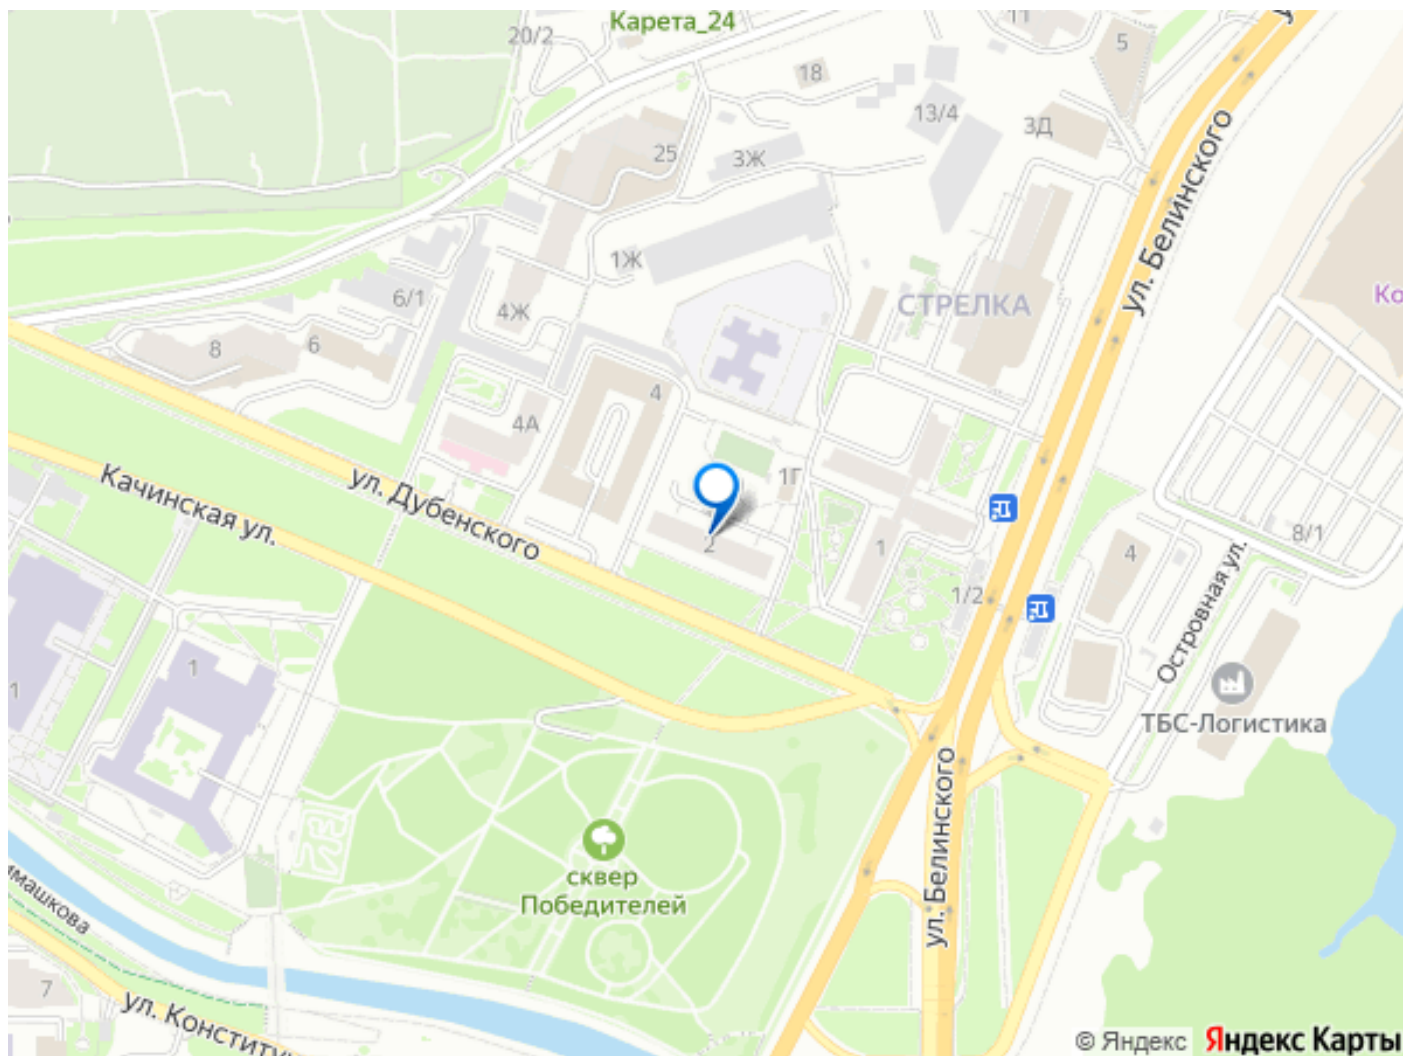 Карета_24
20/2
11
5
18
13/4
3Д
25
3Ж
ул. Белинского
1Ж
6/1
4Ж
СТРЕЛКА
Ко
8
6
4
4А
ул. Дубенского
Качинская ул.
1Г
2
1
1/2
4
8/1
Островная ул.
1
1
ТБС-Логистика
ул. Белинского
сквер
Победителей
имашкова
7
ул. Конститу
© Яндекс
Яндекс Карты